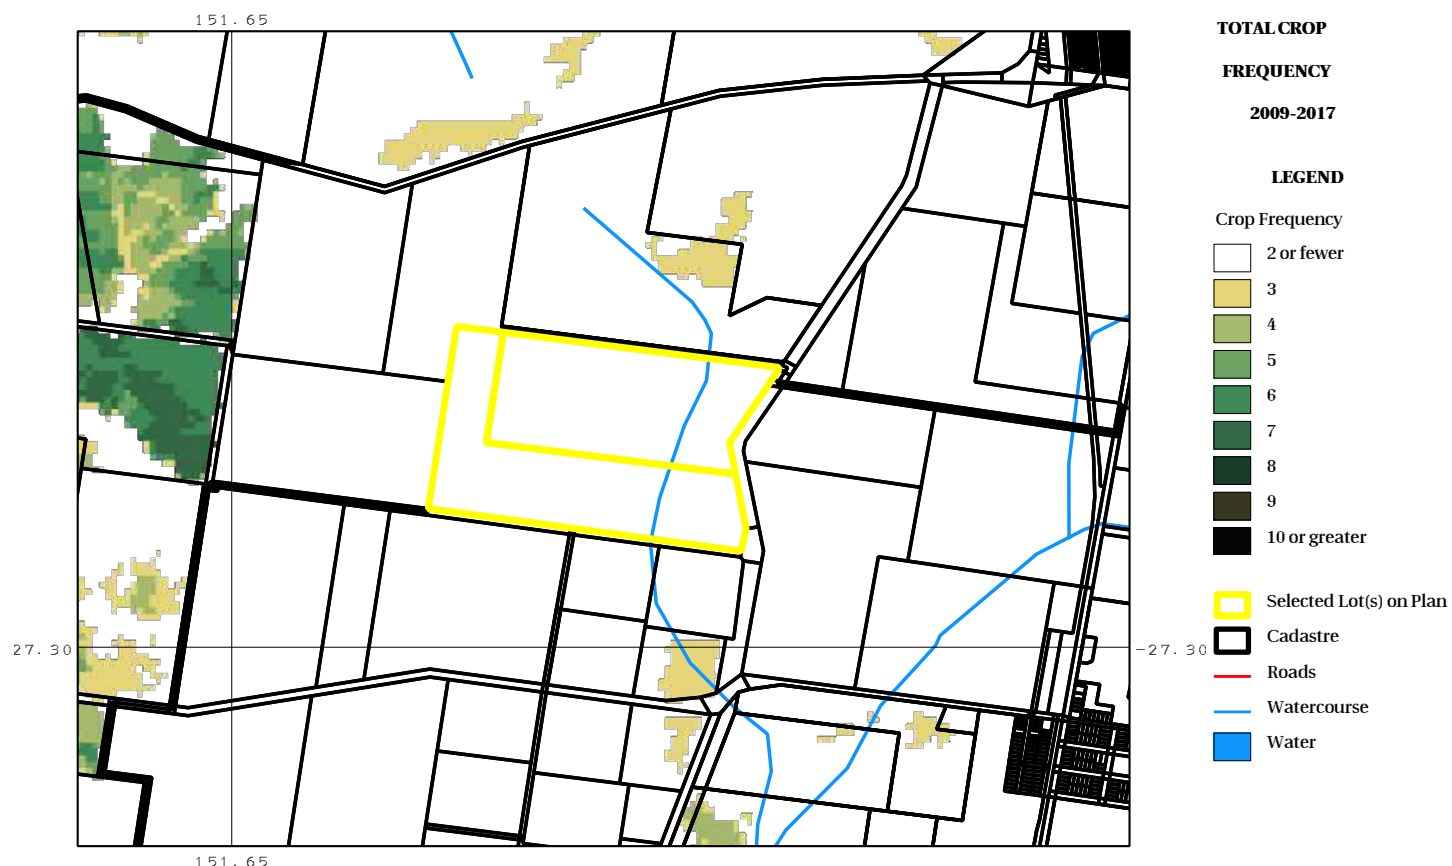 151.65
TOTAL CROP
FREQUENCY
2009-2017
LEGEND
Crop Frequency
2 or fewer
3
4
5
6
7
8
9
10 or greater
Selected Lot(s) on Plan
Cadastre
Roads
Watercourse
Water
27.30
-27.30
151.65